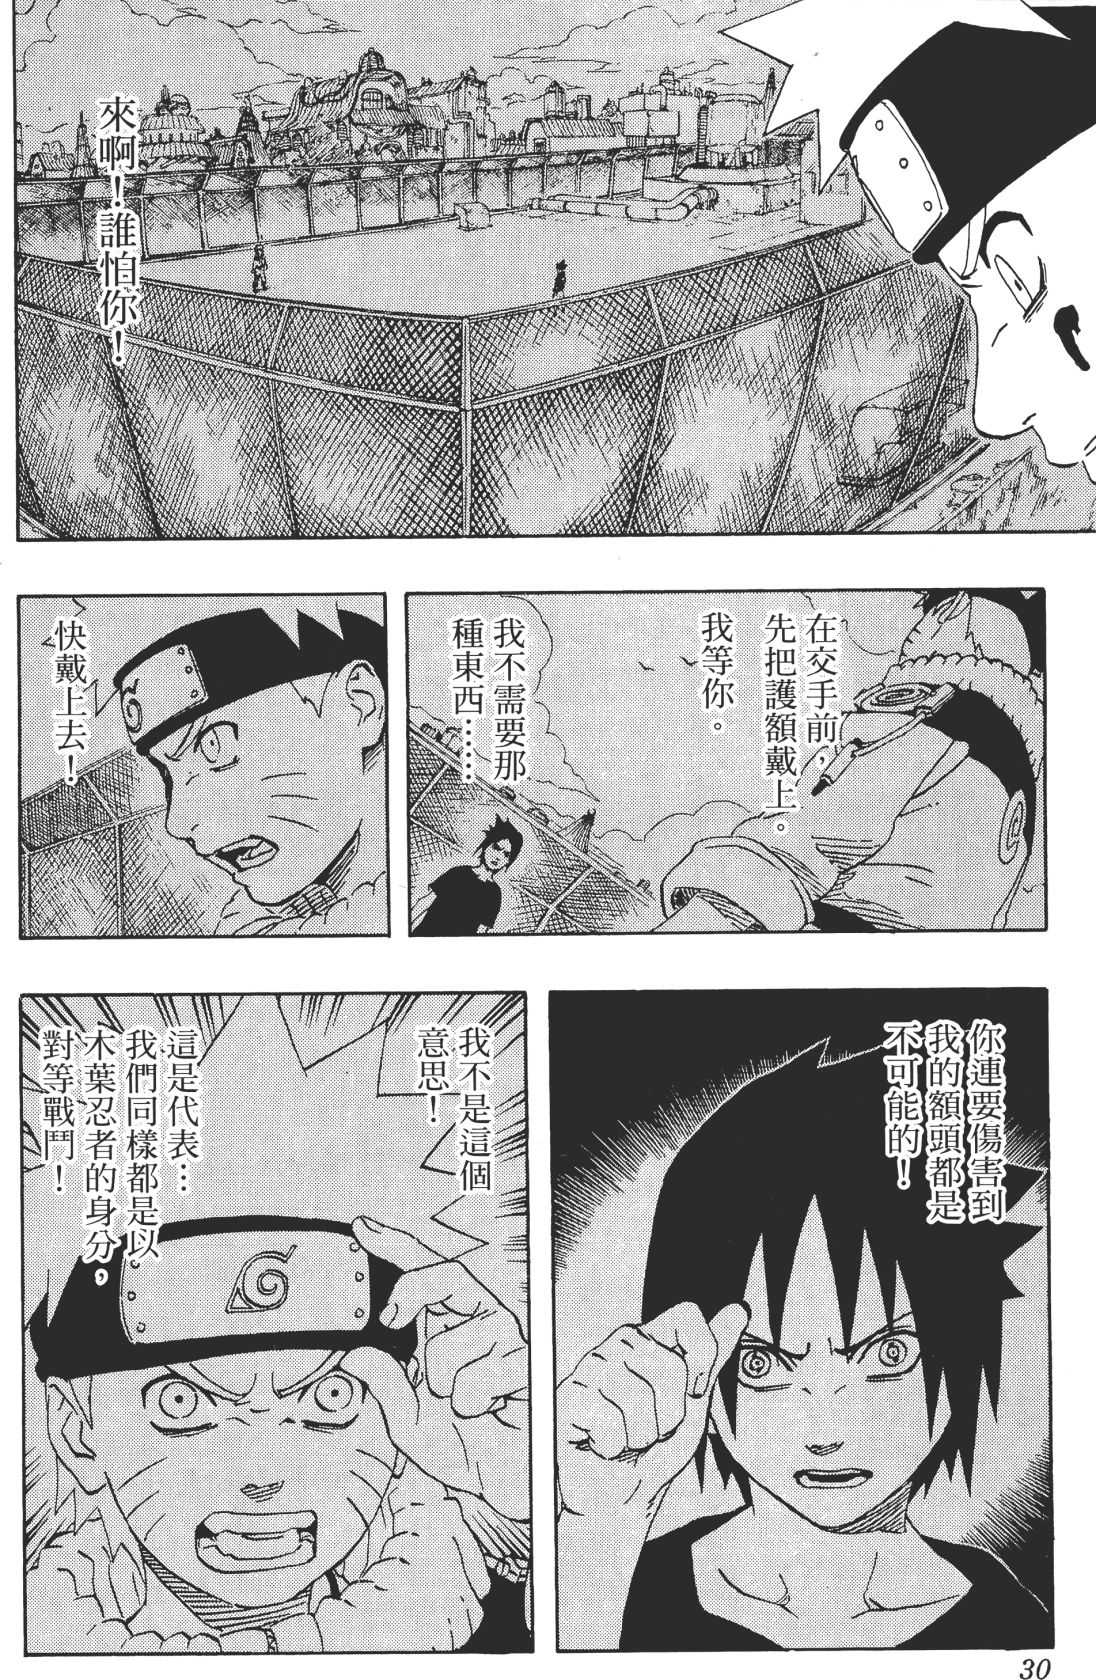 來啊！誰怕你！
在交手前，
先把護額戴上。
我等你。
我不需要那
種東西……
快戴上去！
你連要傷害到
我的額頭都是
不可能的！
我不是這個
意思！
這是代表…
我們同樣都是以
木葉忍者的身分，
對等戰鬥！
30